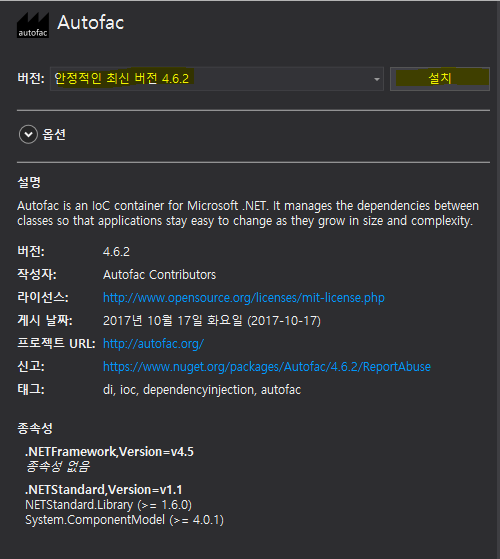 autofac
Autofac
버전: 안정적인 최신 버전 4.6.2 설치
옵션
설명
Autofac is an IoC container for Microsoft .NET. It manages the dependencies between
classes so that applications stay easy to change as they grow in size and complexity.
버전: 4.6.2
작성자: Autofac Contributors
라이선스: http://www.opensource.org/licenses/mit-license.php
게시 날짜: 2017년 10월 17일 화요일 (2017-10-17)
프로젝트 URL: http://autofac.org/
신고: https://www.nuget.org/packages/Autofac/4.6.2/ReportAbuse
태그: di, ioc, dependencyinjection, autofac
종속성
.NETFramework,Version=v4.5
종속성 없음
.NETStandard,Version=v1.1
NETStandard.Library (>= 1.6.0)
System.ComponentModel (>= 4.0.1)